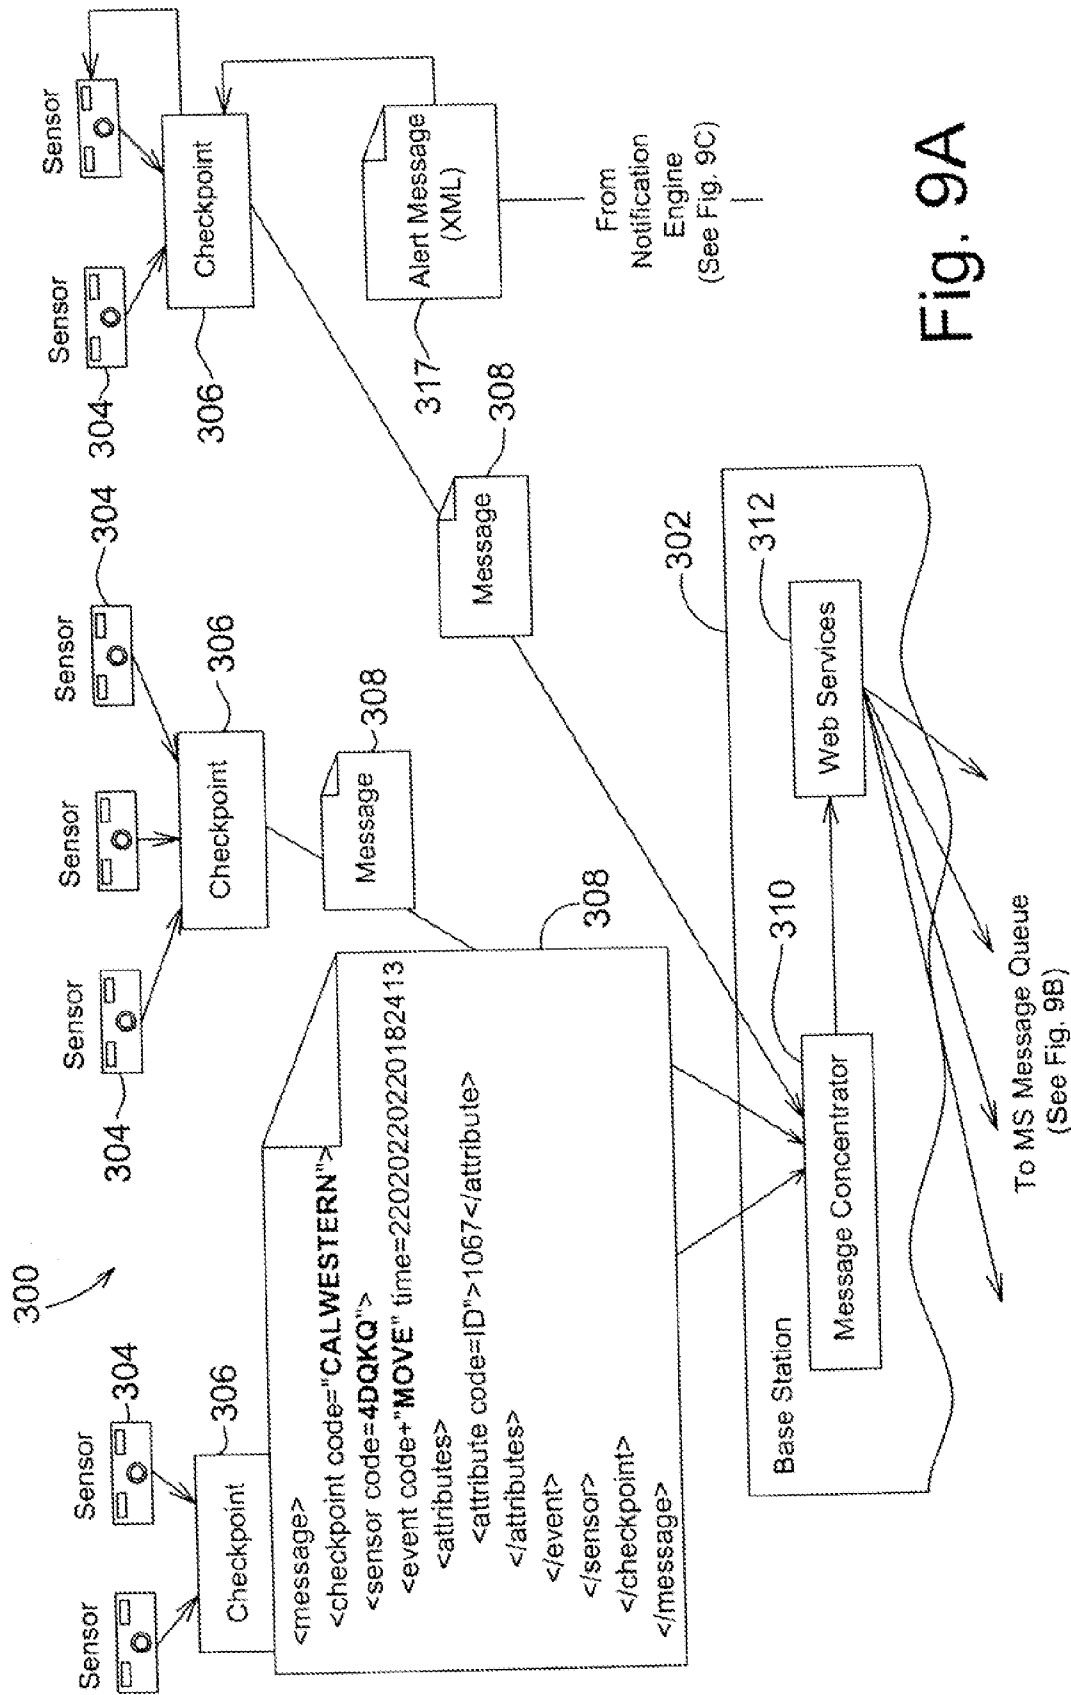 300
Sensor
Sensor
304
Checkpoint
306
Sensor
304
Sensor
Sensor
304
Checkpoint
306
Message
308
Sensor
304
Sensor
Checkpoint
306
Alert Message
(XML)
317
From
Notification
Engine
(See Fig. 9C)
Message
308
<message>
<checkpoint code="CALWESTERN">
<sensor code=4DQKQ">
<event code+"MOVE" time=22020220220182413
<attributes>
<attribute code=ID">1067</attribute>
</attributes>
</event>
</sensor>
</checkpoint>
</message>
308
Base Station
302
Message Concentrator
310
Web Services
312
To MS Message Queue
(See Fig. 9B)
Fig. 9A